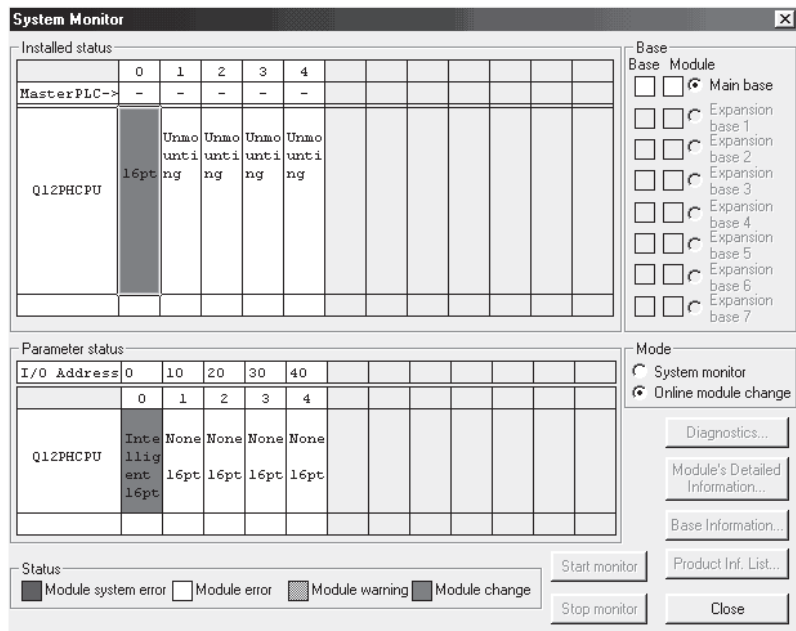 System Monitor
Installed status
0 1 2 3 4
MasterPLC-> - - - - -
Q12PHCPU
16pt
Unmo
unti
ng
Unmo
unti
ng
Unmo
unti
ng
Unmo
unti
ng
Base
Base Module
Main base
Expansion
base 1
Expansion
base 2
Expansion
base 3
Expansion
base 4
Expansion
base 5
Expansion
base 6
Expansion
base 7
Parameter status
I/O Address 0 10 20 30 40
0 1 2 3 4
Q12PHCPU
Inte
llig
ent
16pt
None
16pt
None
16pt
None
16pt
None
16pt
Mode
System monitor
Online module change
Diagnostics...
Module's Detailed
Information...
Base Information...
Product Inf. List...
Close
Status
Module system error Module error Module warning Module change
Start monitor
Stop monitor